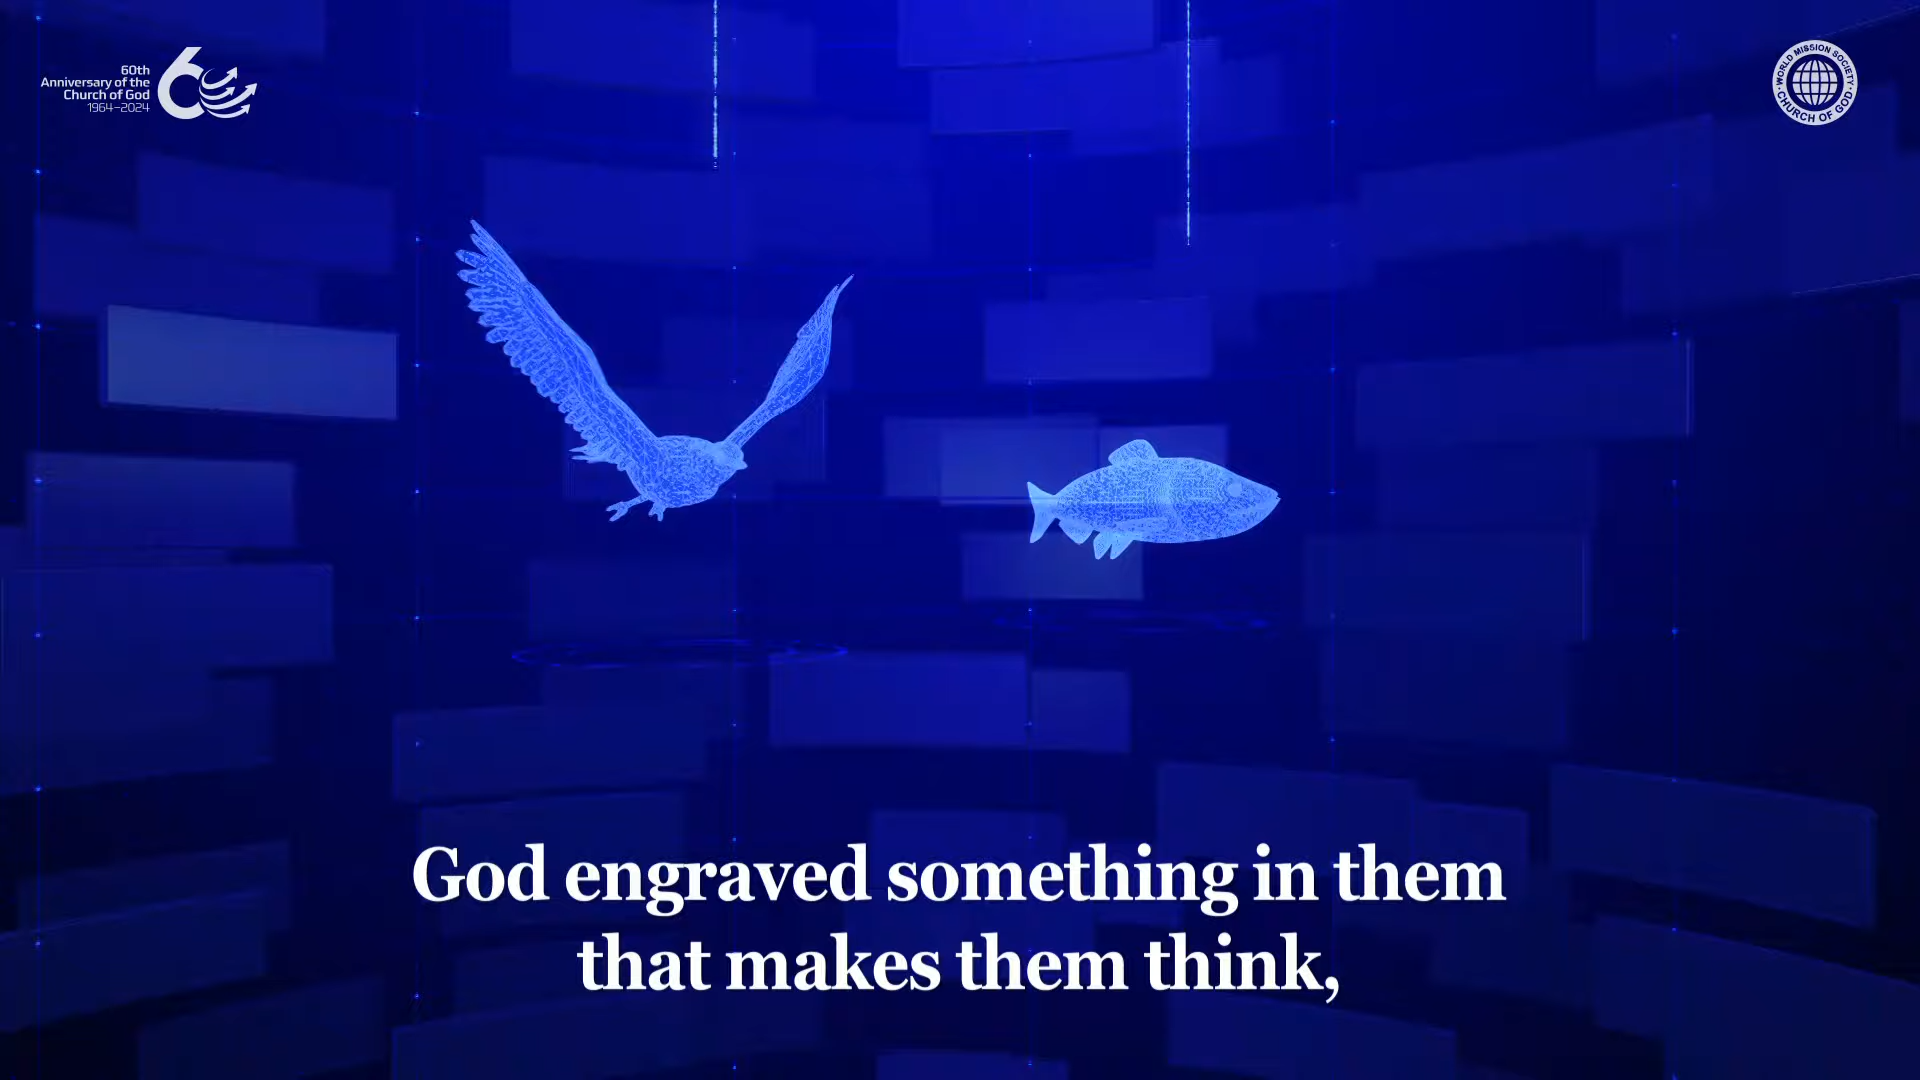 60th
Anniversary of the
Church of God
1964–2024
60
WORLD MISSION SOCIETY
CHURCH OF GOD
God engraved something in them
that makes them think,